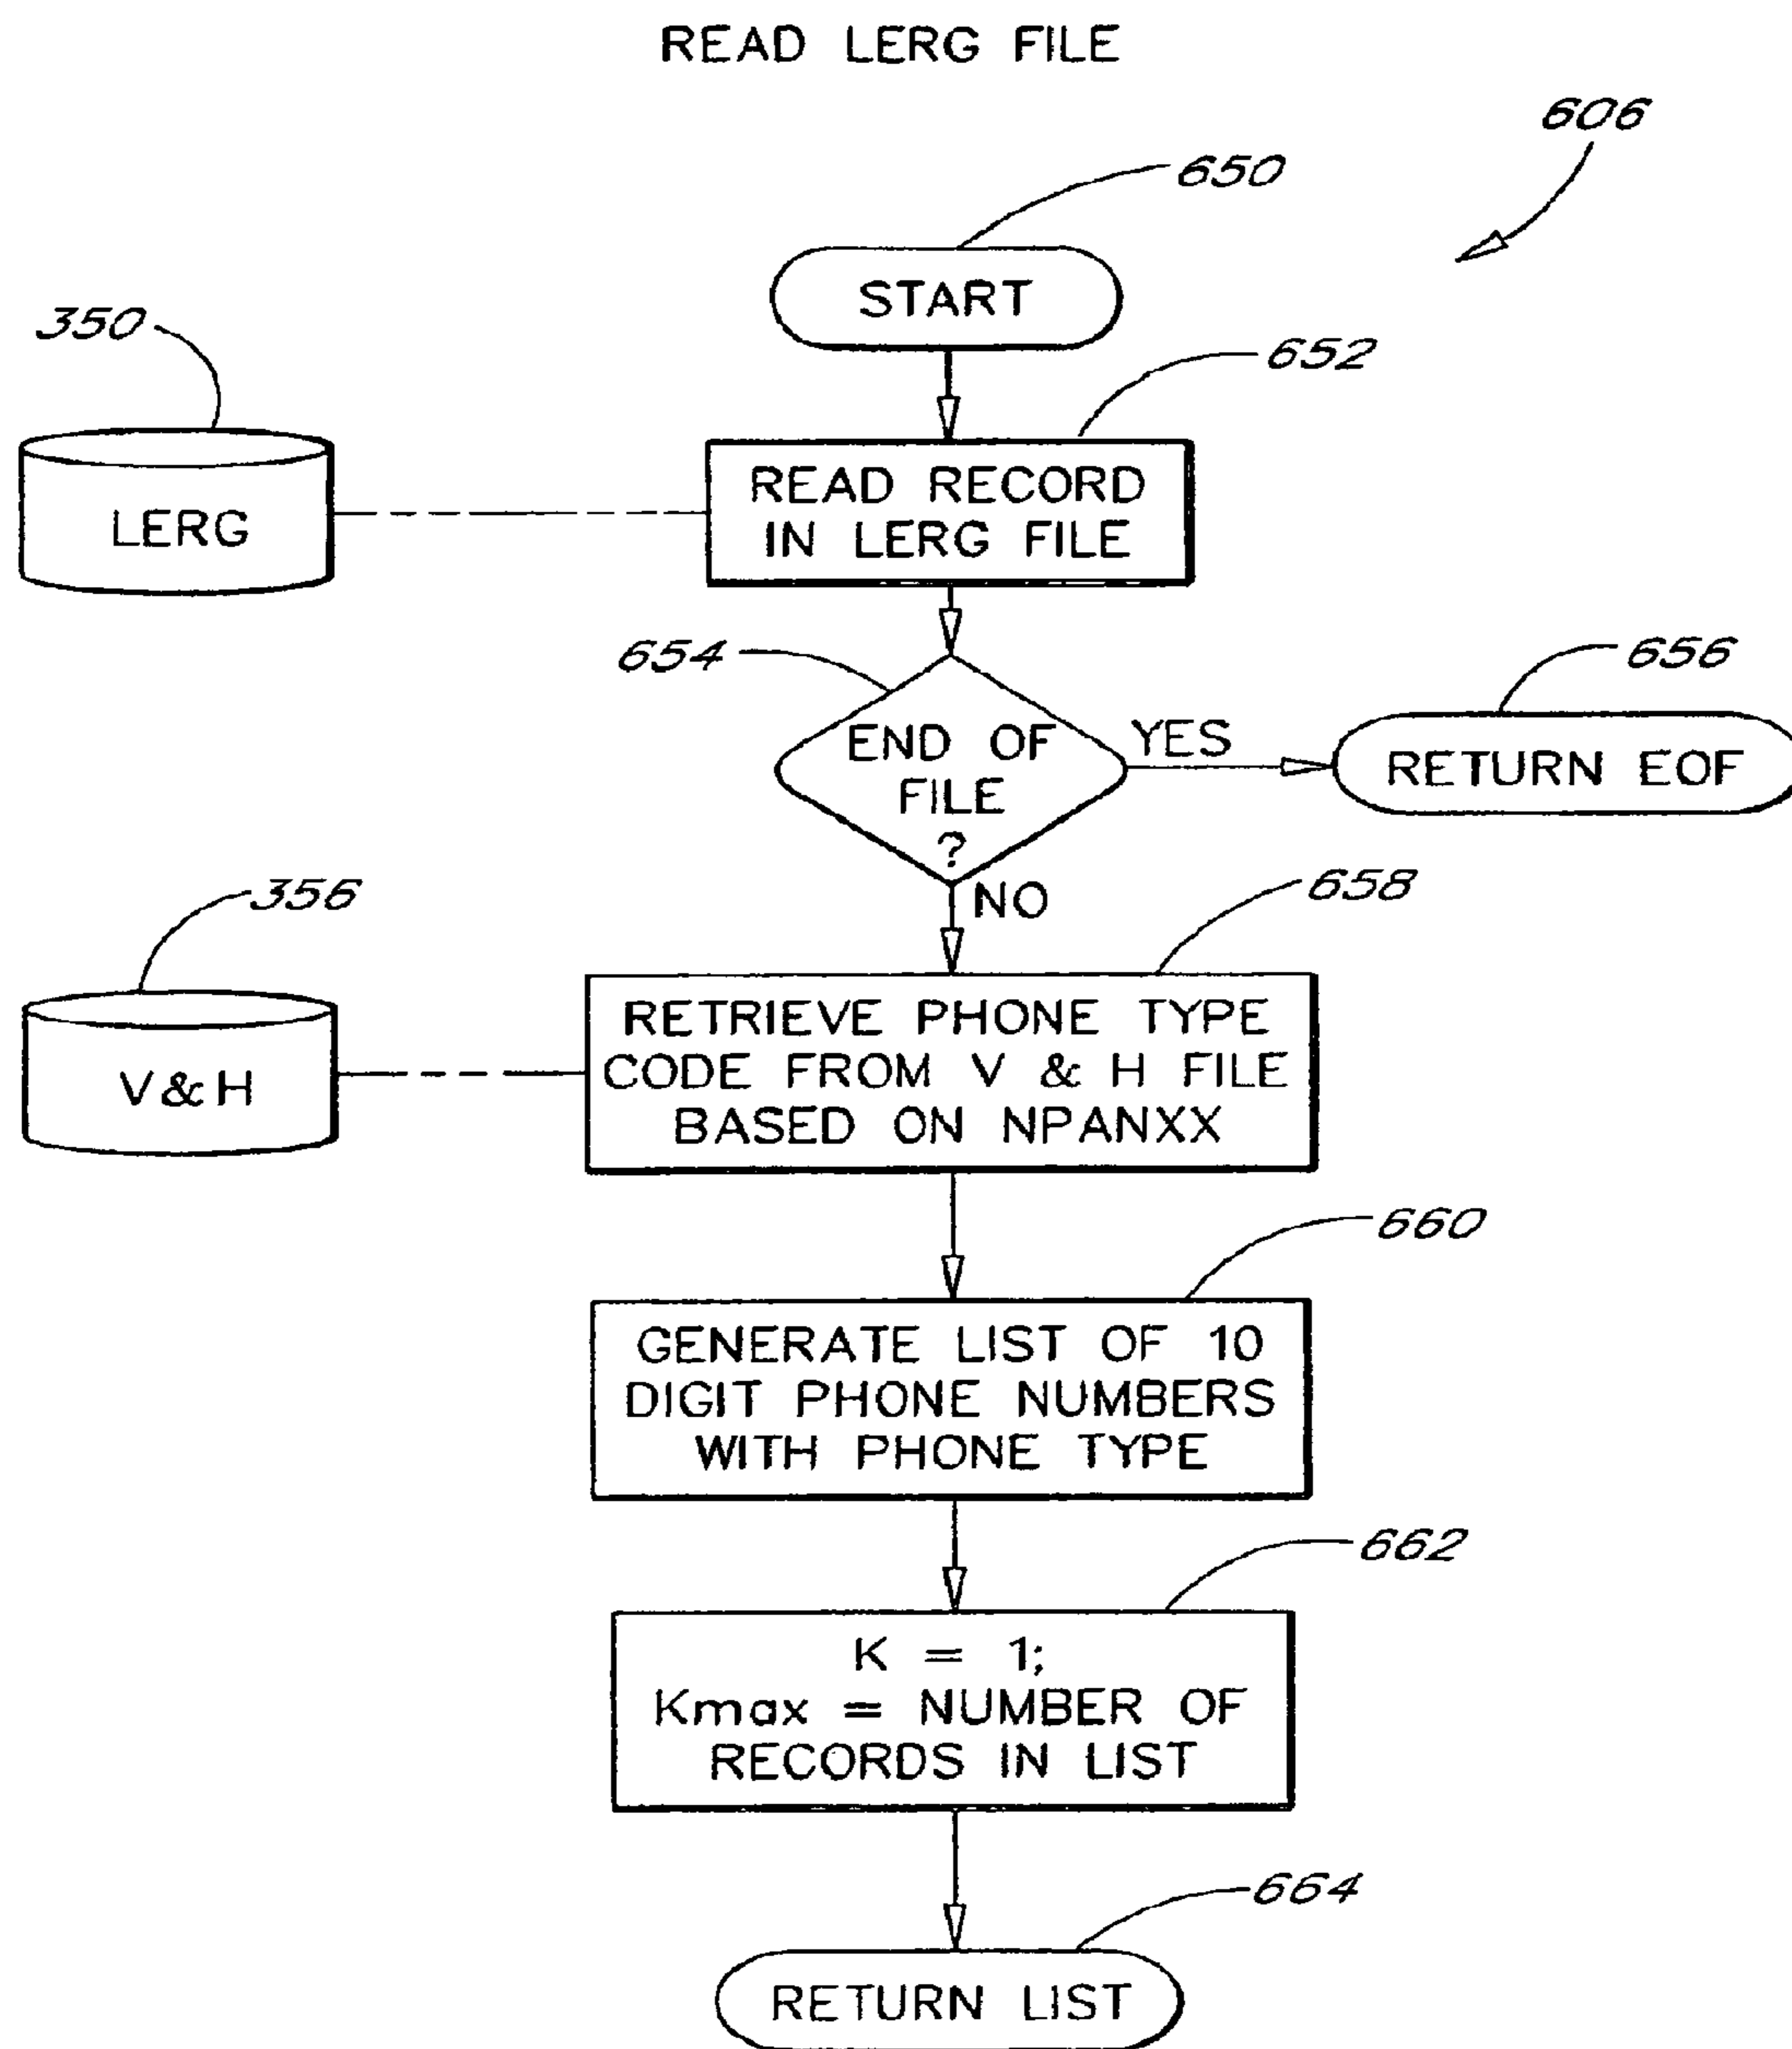 READ LERG FILE
606
650
START
350
652
LERG
READ RECORD
IN LERG FILE
654
656
END OF
FILE
?
YES
RETURN EOF
NO
356
658
V&H
RETRIEVE PHONE TYPE
CODE FROM V & H FILE
BASED ON NPANXX
660
GENERATE LIST OF 10
DIGIT PHONE NUMBERS
WITH PHONE TYPE
662
K = 1;
Kmax = NUMBER OF
RECORDS IN LIST
664
RETURN LIST